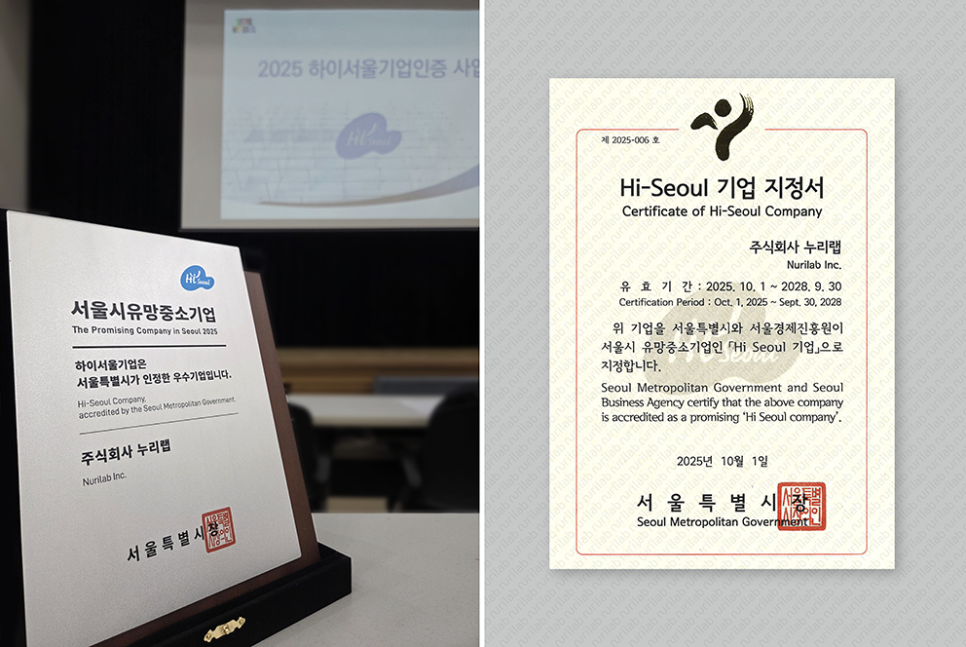 2025 하이서울기업인증 사업
Hi Seoul
Hi Seoul
서울시유망중소기업
The Promising Company in Seoul 2025
하이서울기업은
서울특별시가 인정한 우수기업입니다.
Hi-Seoul Company,
accredited by the Seoul Metropolitan Government.
주식회사 누리랩
Nurilab Inc.
서울특별시장
제 2025-006 호
Hi-Seoul 기업 지정서
Certificate of Hi-Seoul Company
주식회사 누리랩
Nurilab Inc.
유 효 기 간 : 2025. 10. 1 ~ 2028. 9. 30
Certification Period : Oct. 1, 2025 ~ Sept. 30, 2028
위 기업을 서울특별시와 서울경제진흥원이
서울시 유망중소기업인 「Hi Seoul 기업」으로
지정합니다.
Hi Seoul
Seoul Metropolitan Government and Seoul
Business Agency certify that the above company
is accredited as a promising 'Hi Seoul company'.
2025년 10월 1일
서 울 특 별 시 장
Seoul Metropolitan Government